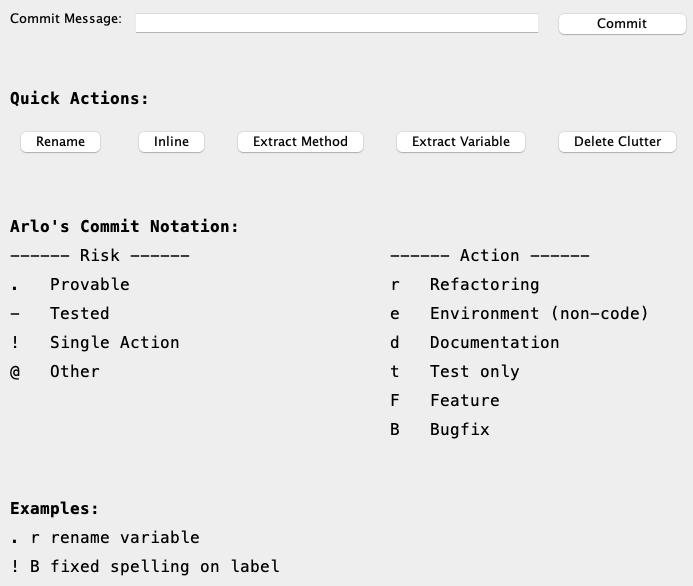 Commit Message: Commit
Quick Actions:
Rename Inline Extract Method Extract Variable Delete Clutter
Arlo's Commit Notation:
------ Risk ------ ------ Action ------
. Provable r Refactoring
- Tested e Environment (non-code)
! Single Action d Documentation
@ Other t Test only
F Feature
B Bugfix
Examples:
. r rename variable
! B fixed spelling on label